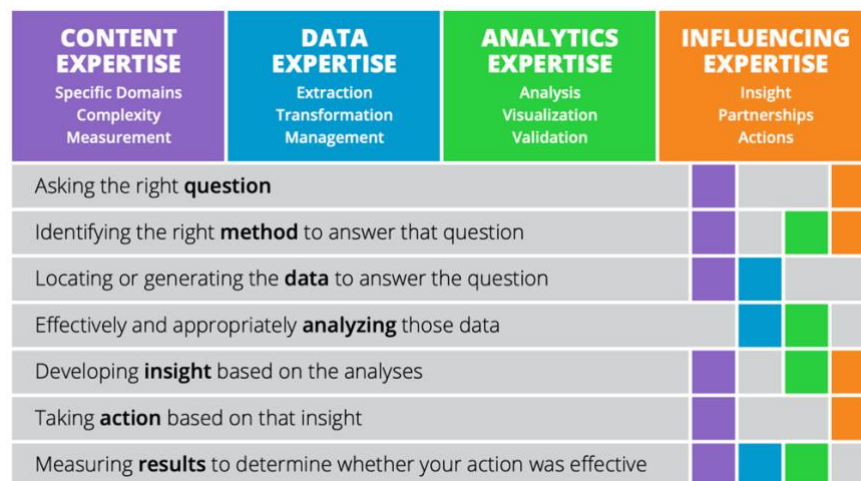 CONTENT
EXPERTISE
Specific Domains
Complexity
Measurement
DATA
EXPERTISE
Extraction
Transformation
Management
ANALYTICS
EXPERTISE
Analysis
Visualization
Validation
INFLUENCING
EXPERTISE
Insight
Partnerships
Actions
Asking the right question
Identifying the right method to answer that question
Locating or generating the data to answer the question
Effectively and appropriately analyzing those data
Developing insight based on the analyses
Taking action based on that insight
Measuring results to determine whether your action was effective